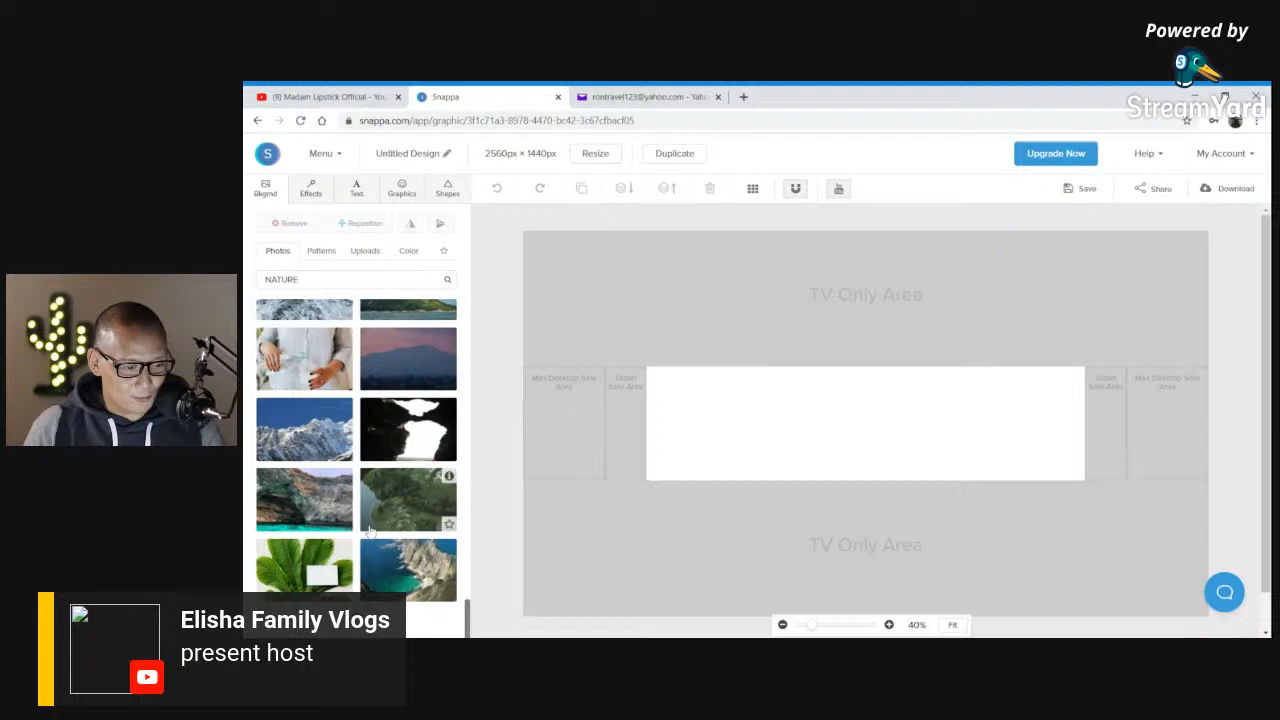 Powered by
StreamYard
(9) Madam Lipstick Official - You
Snappa
rontravel123@yahoo.com - Yah
snappa.com/app/graphic/3f1c71a3-8978-4470-bc42-3c67cfbacf05
S
Menu
Untitled Design
2560px × 1440px
Resize
Duplicate
Upgrade Now
Help
My Account
Bkgrnd
Effects
Text
Graphics
Shapes
Save
Share
Download
Remove
Reposition
Photos
Patterns
Uploads
Color
NATURE
TV Only Area
Max Desktop Safe Area
Tablet Safe Area
Tablet Safe Area
Max Desktop Safe Area
TV Only Area
40%
Fit
Elisha Family Vlogs
present host